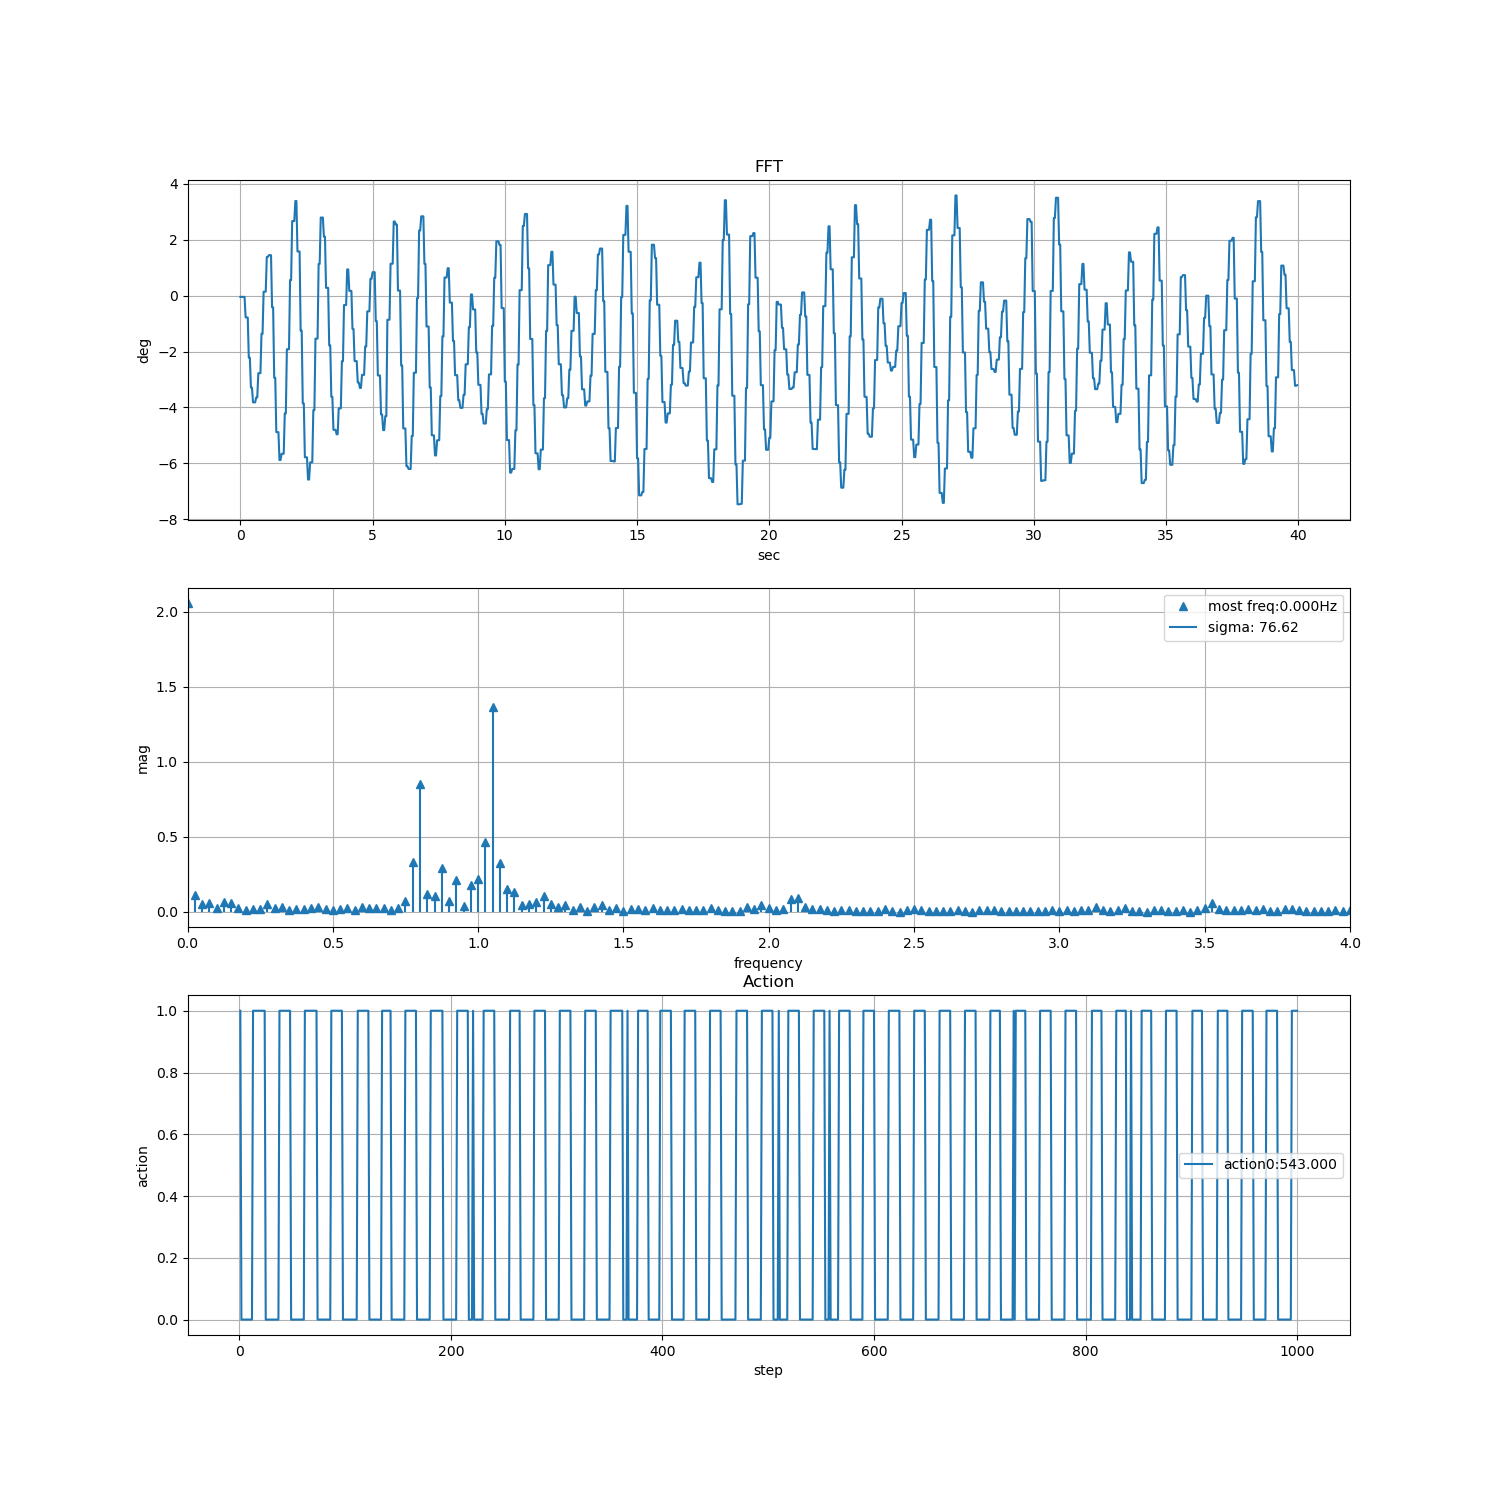 FFT
4
2
0
−2
−4
−6
−8
deg
0 5 10 15 20 25 30 35 40
sec
2.0
1.5
1.0
0.5
0.0
mag
most freq:0.000Hz
sigma: 76.62
0.0 0.5 1.0 1.5 2.0 2.5 3.0 3.5 4.0
frequency
Action
1.0
0.8
0.6
0.4
0.2
0.0
action
action0:543.000
0 200 400 600 800 1000
step